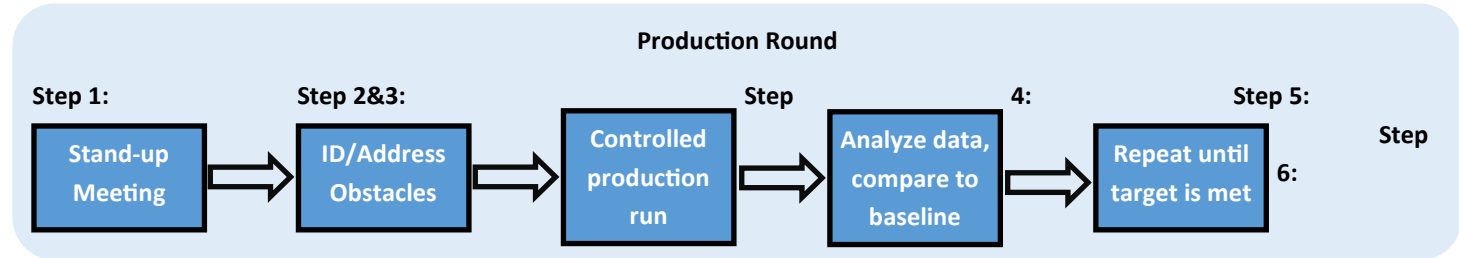 Production Round
Step 1: Step 2&3: Step 4: Step 5:
Step
6:
Stand-up
Meeting
ID/Address
Obstacles
Controlled
production
run
Analyze data,
compare to
baseline
Repeat until
target is met